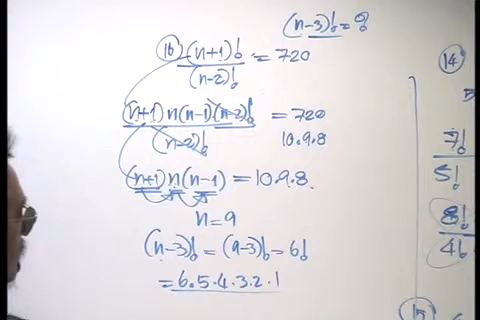 (n-3)! = ?
16 (n+1)! / (n-2)! = 720
(n+1) n (n-1) (n-2)! / (n-2)! = 720
10.9.8
(n+1) n (n-1) = 10.9.8.
n = 9
(n-3)! = (9-3)! = 6!
= 6.5.4.3.2.1
14
7!
5!
8!
4!
15